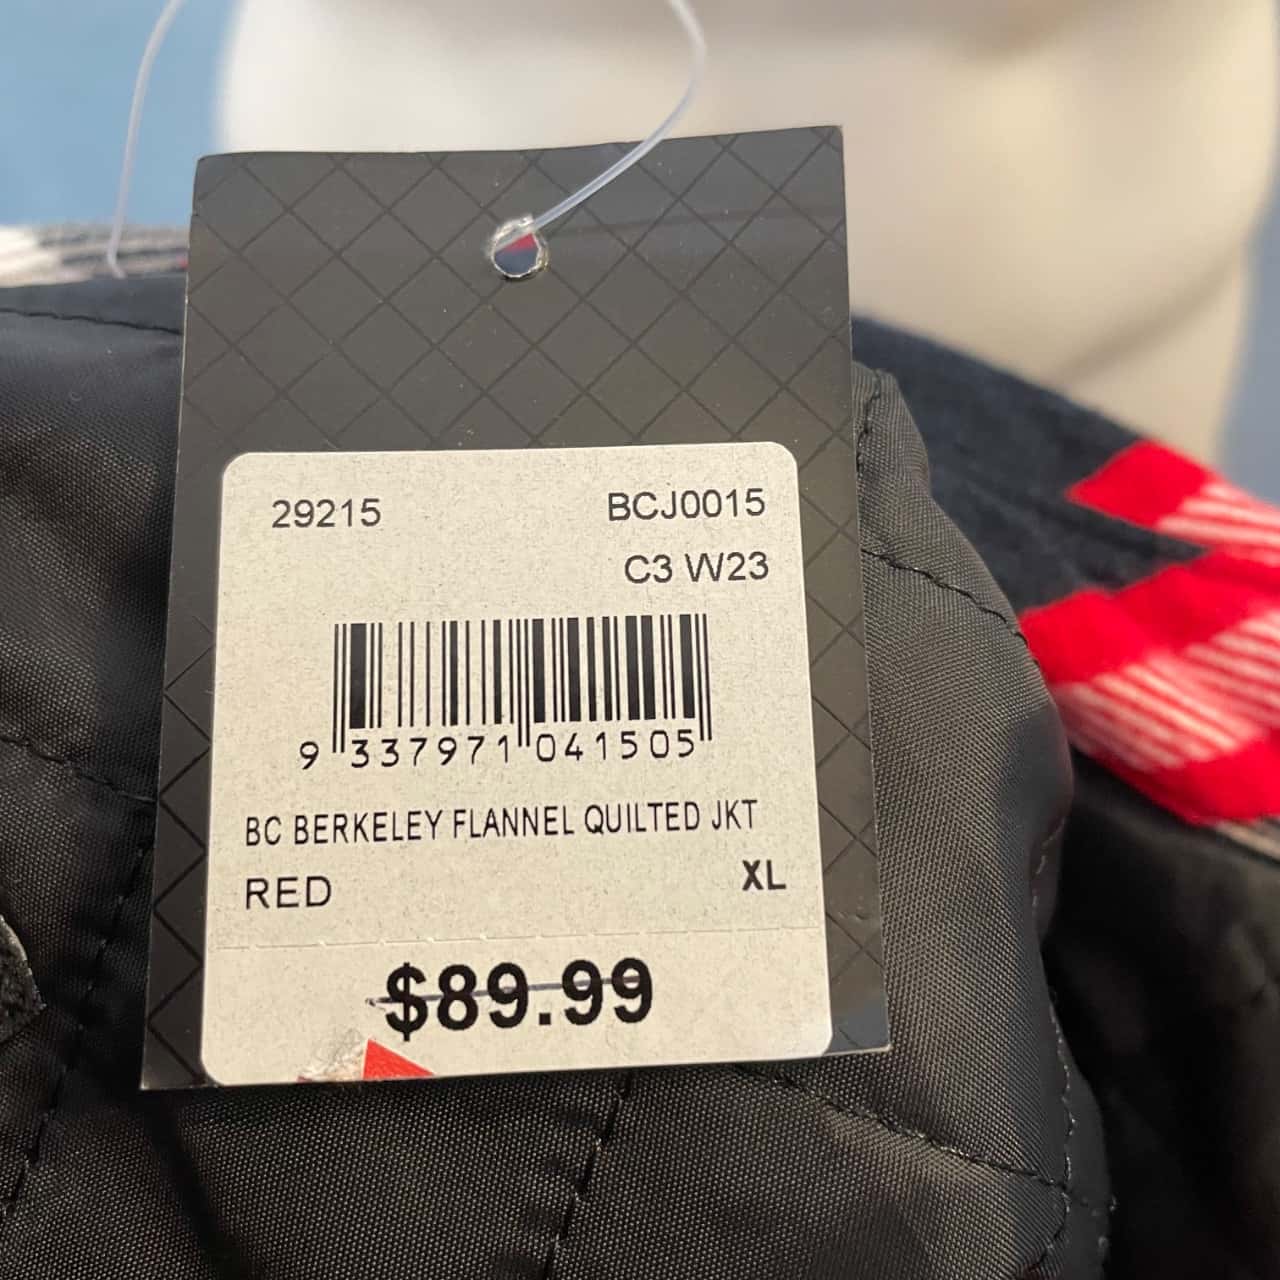 29215 BCJ0015
C3 W23
9 337971 041505
BC BERKELEY FLANNEL QUILTED JKT
RED XL
$89.99